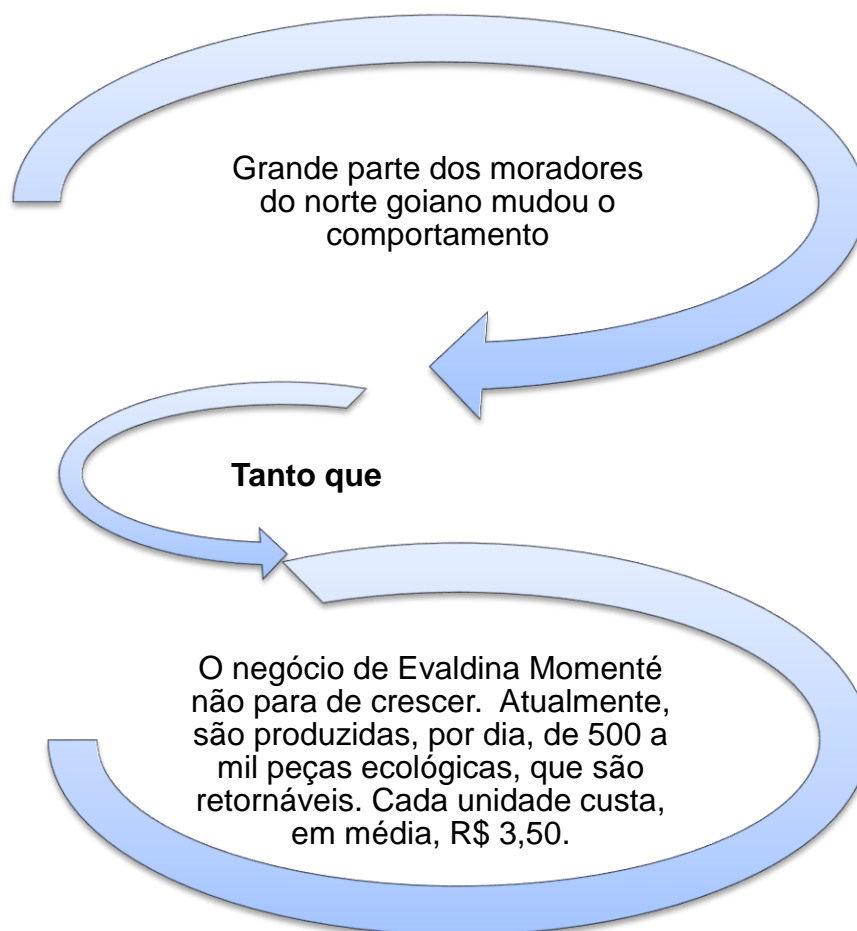 Grande parte dos moradores
do norte goiano mudou o
comportamento
Tanto que
O negócio de Evaldina Momenté
não para de crescer.  Atualmente,
são produzidas, por dia, de 500 a
mil peças ecológicas, que são
retornáveis. Cada unidade custa,
em média, R$ 3,50.